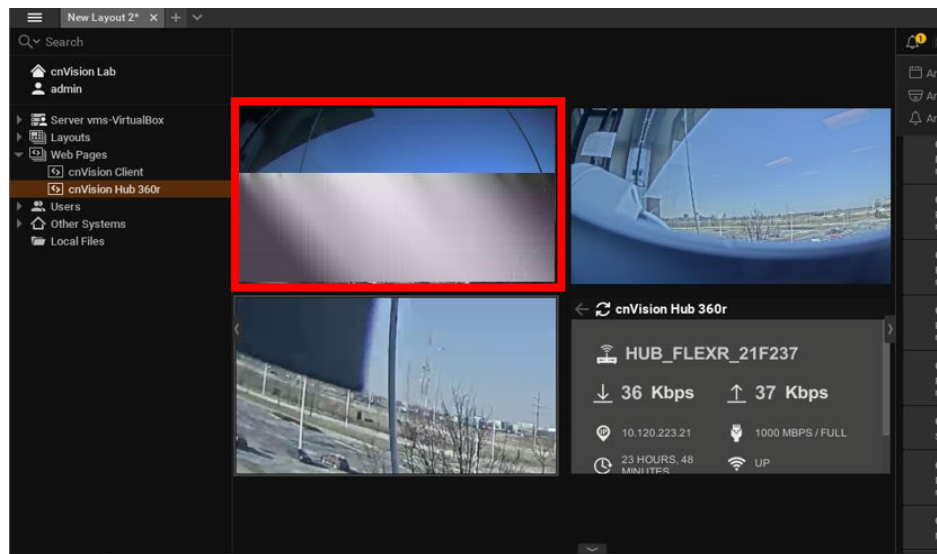 New Layout 2*
Search
cnVision Lab
admin
Server vms-VirtualBox
Layouts
Web Pages
cnVision Client
cnVision Hub 360r
Users
Other Systems
Local Files
cnVision Hub 360r
HUB_FLEXR_21F237
36 Kbps
37 Kbps
10.120.223.21
1000 MBPS / FULL
23 HOURS, 48
MINUTES
UP
1